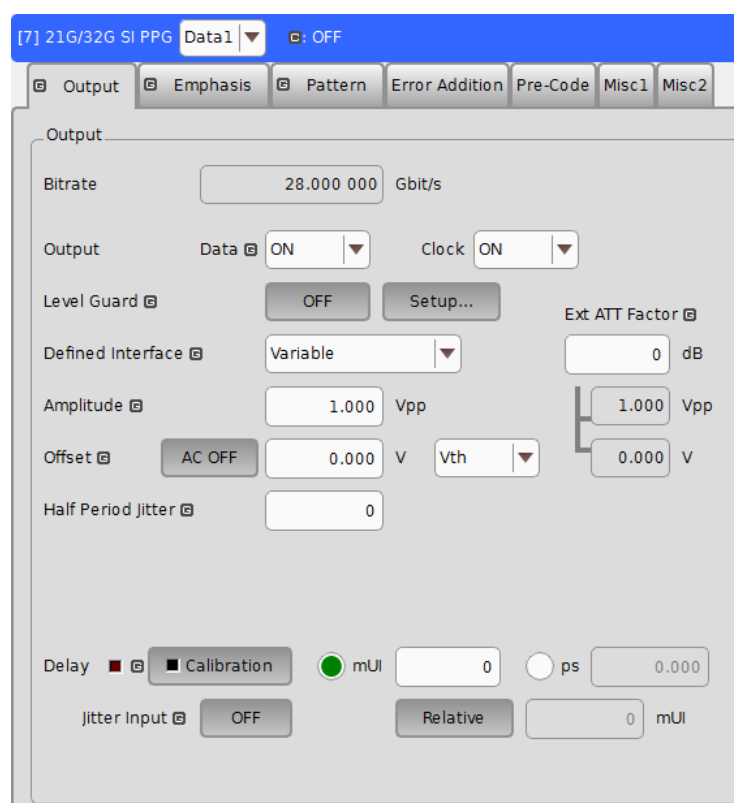 [7] 21G/32G SI PPG Data1 C: OFF
G Output G Emphasis G Pattern Error Addition Pre-Code Misc1 Misc2
Output
Bitrate 28.000 000 Gbit/s
Output Data G ON Clock ON
Level Guard G OFF Setup...
Ext ATT Factor G
Defined Interface G Variable 0 dB
Amplitude G 1.000 Vpp 1.000 Vpp
Offset G AC OFF 0.000 V Vth 0.000 V
Half Period Jitter G 0
Delay G Calibration mUI 0 ps 0.000
Jitter Input G OFF Relative 0 mUI